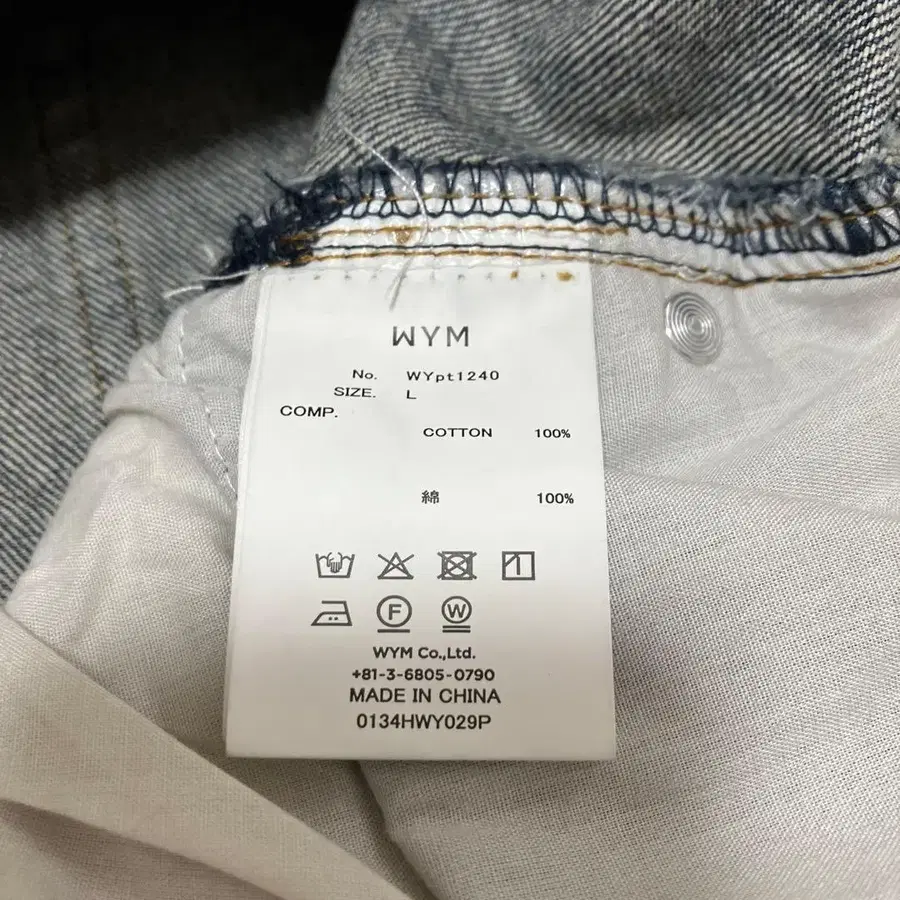 WYM
No. WYpt1240
SIZE. L
COMP.
COTTON 100%
綿 100%
F W
WYM Co.,Ltd.
+81-3-6805-0790
MADE IN CHINA
0134HWY029P